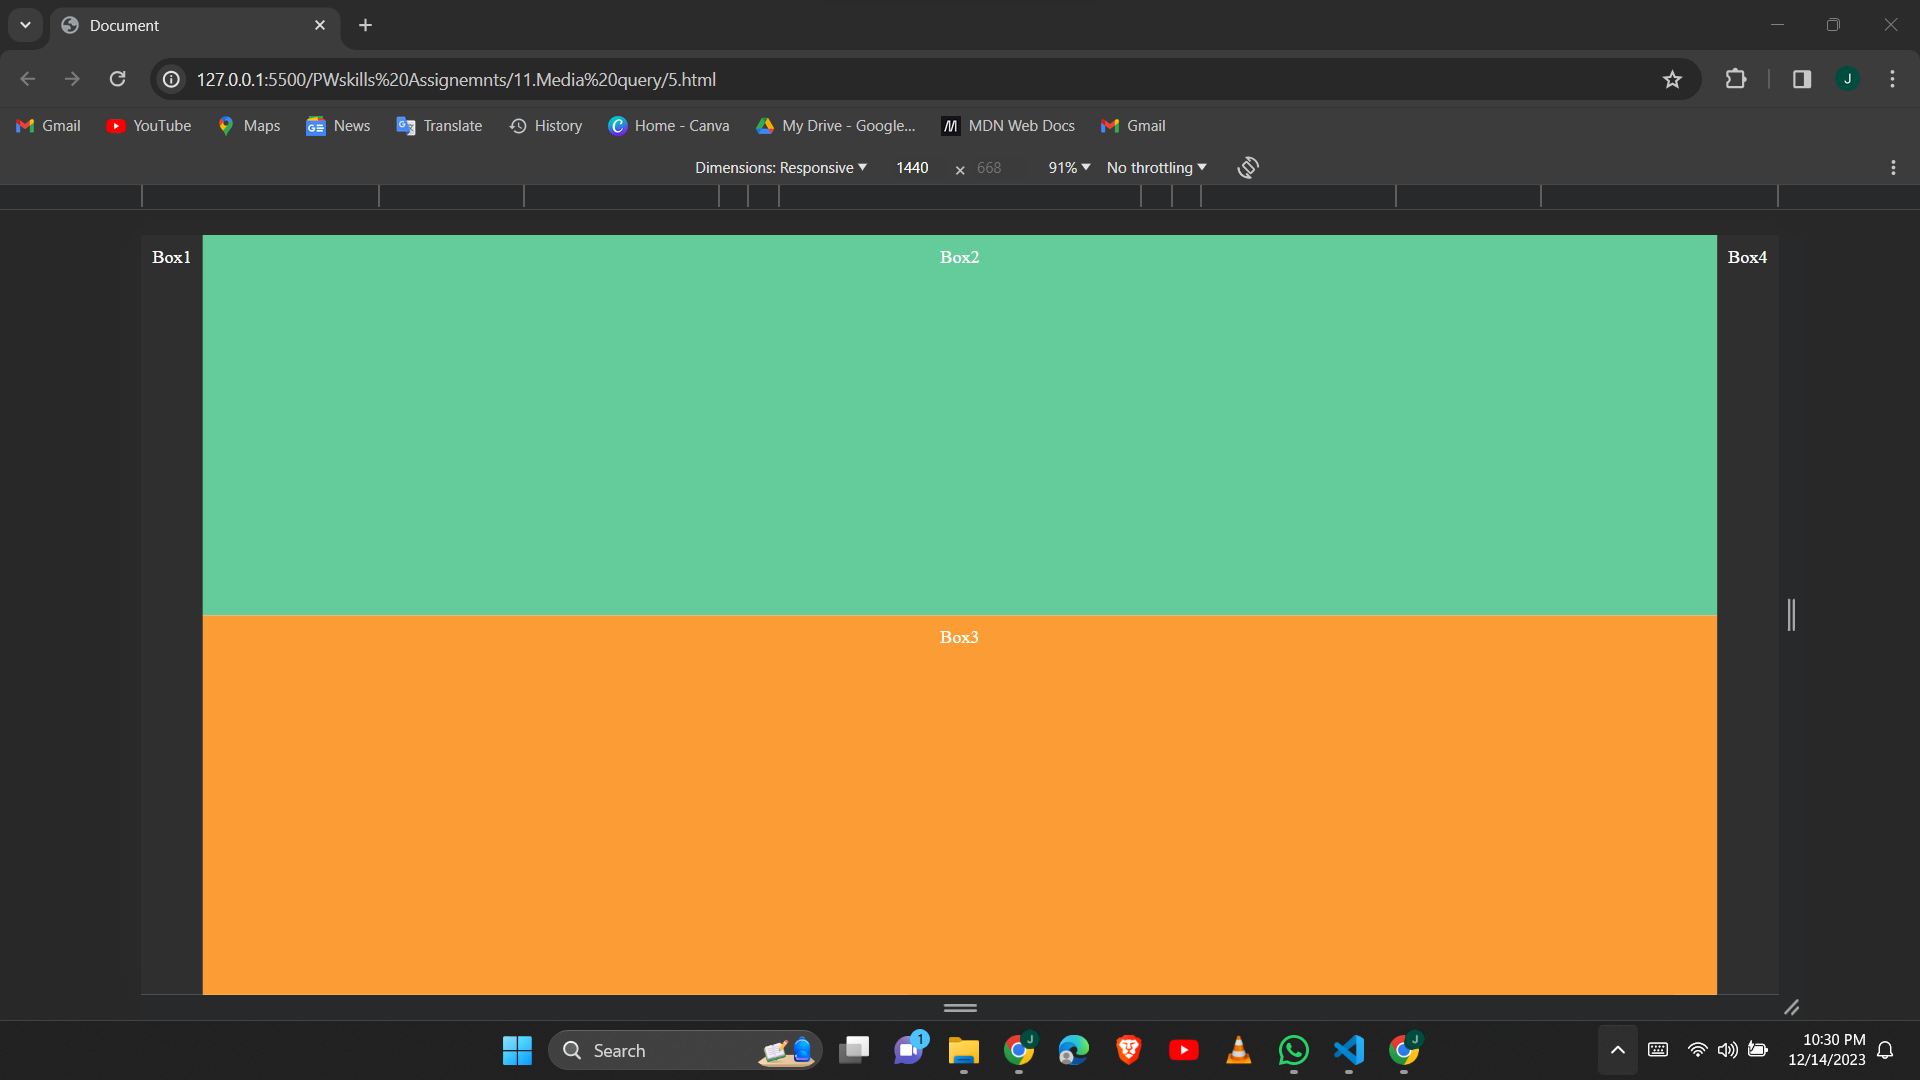 Document
127.0.0.1:5500/PWskills%20Assignemnts/11.Media%20query/5.html
J
Gmail YouTube Maps News Translate History Home - Canva My Drive - Google... MDN Web Docs Gmail
Dimensions: Responsive 1440 × 668 91% No throttling
Box1 Box2 Box4
Box3
Search
1
J
J
10:30 PM
12/14/2023